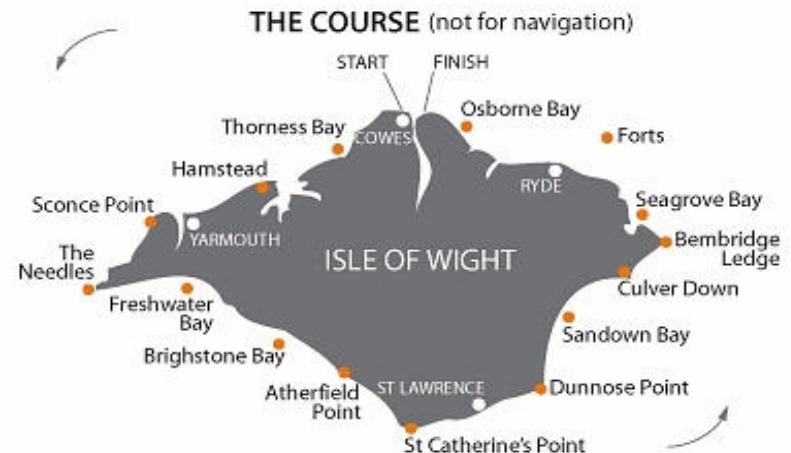 THE COURSE (not for navigation)
START
FINISH
Osborne Bay
Thorness Bay
COWES
Forts
Hamstead
RYDE
Sconce Point
Seagrove Bay
YARMOUTH
Bembridge
Ledge
The
Needles
ISLE OF WIGHT
Culver Down
Freshwater
Bay
Sandown Bay
Brighstone Bay
Atherfield
Point
ST LAWRENCE
Dunnose Point
St Catherine's Point